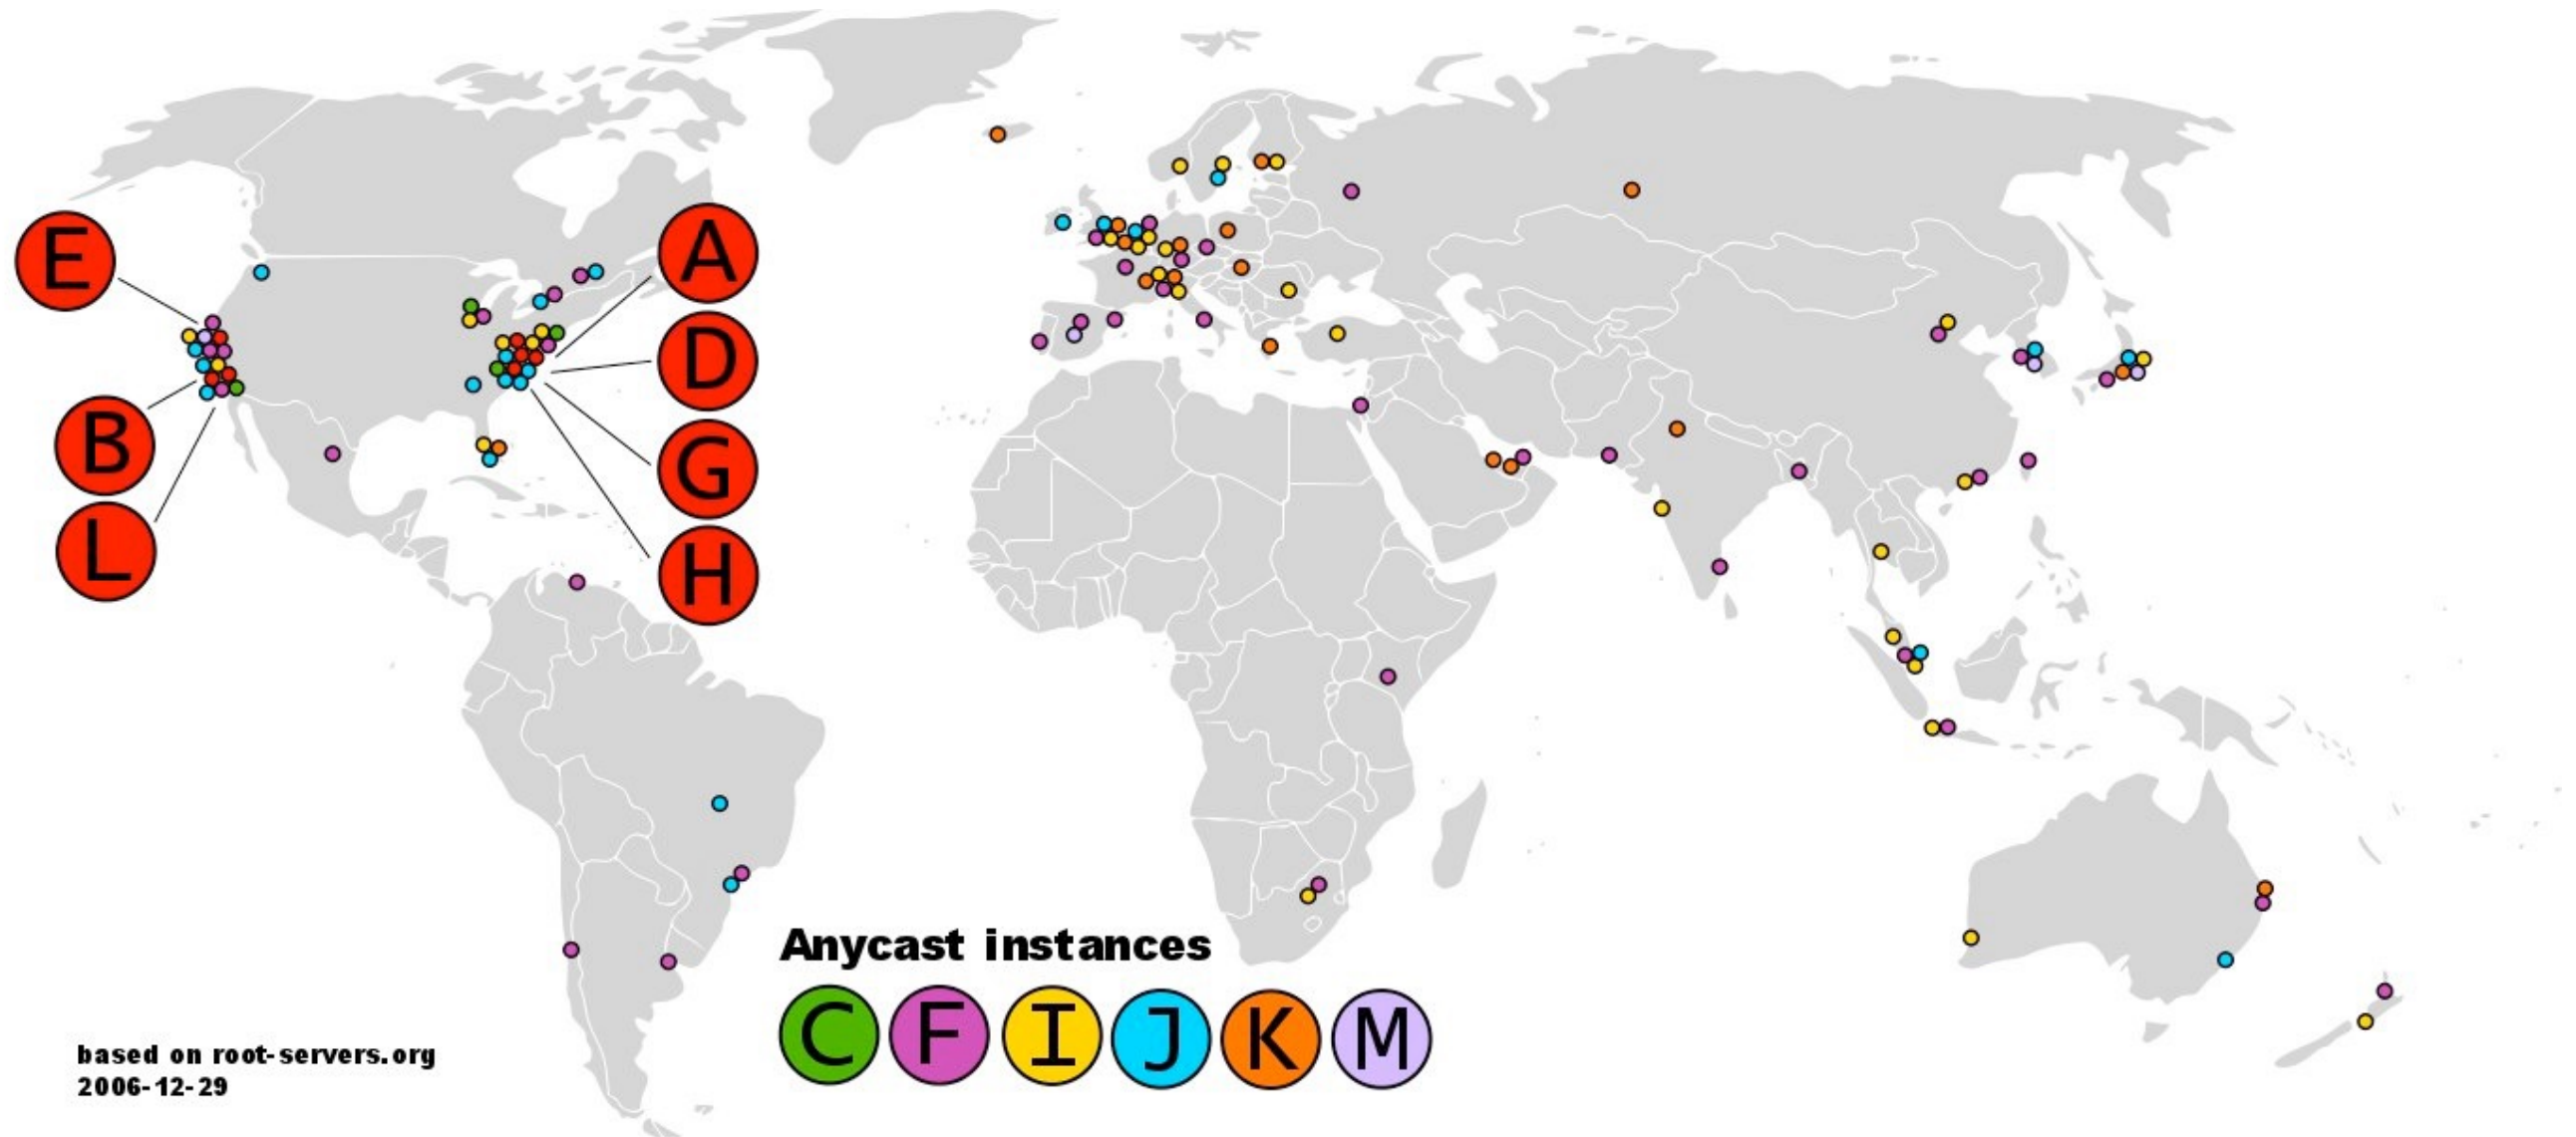 E
B
L
A
D
G
H
Anycast instances
C F I J K M
based on root-servers.org
2006-12-29